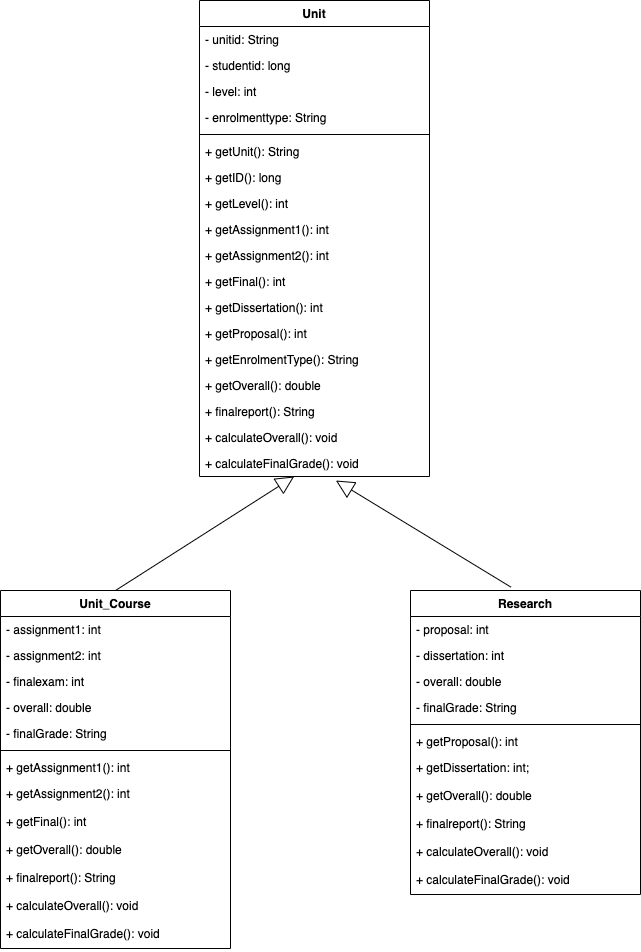 Unit
- unitid: String
- studentid: long
- level: int
- enrolmenttype: String
+ getUnit(): String
+ getID(): long
+ getLevel(): int
+ getAssignment1(): int
+ getAssignment2(): int
+ getFinal(): int
+ getDissertation(): int
+ getProposal(): int
+ getEnrolmentType(): String
+ getOverall(): double
+ finalreport(): String
+ calculateOverall(): void
+ calculateFinalGrade(): void
Unit_Course
- assignment1: int
- assignment2: int
- finalexam: int
- overall: double
- finalGrade: String
+ getAssignment1(): int
+ getAssignment2(): int
+ getFinal(): int
+ getOverall(): double
+ finalreport(): String
+ calculateOverall(): void
+ calculateFinalGrade(): void
Research
- proposal: int
- dissertation: int
- overall: double
- finalGrade: String
+ getProposal(): int
+ getDissertation: int;
+ getOverall(): double
+ finalreport(): String
+ calculateOverall(): void
+ calculateFinalGrade(): void